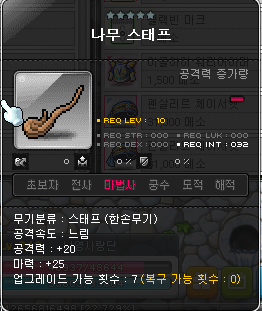 나무 스태프
공격력 증가량
REQ LEV : 10
REQ STR : 000 REQ LUK : 000
REQ DEX : 000 REQ INT : 032
0 0 0% 0%
초보자 전사 마법사 궁수 도적 해적
무기분류 : 스태프 (한손무기)
공격속도 : 느림
공격력 : +20
마력 : +25
업그레이드 가능 횟수 : 7 (복구 가능 횟수 : 0)